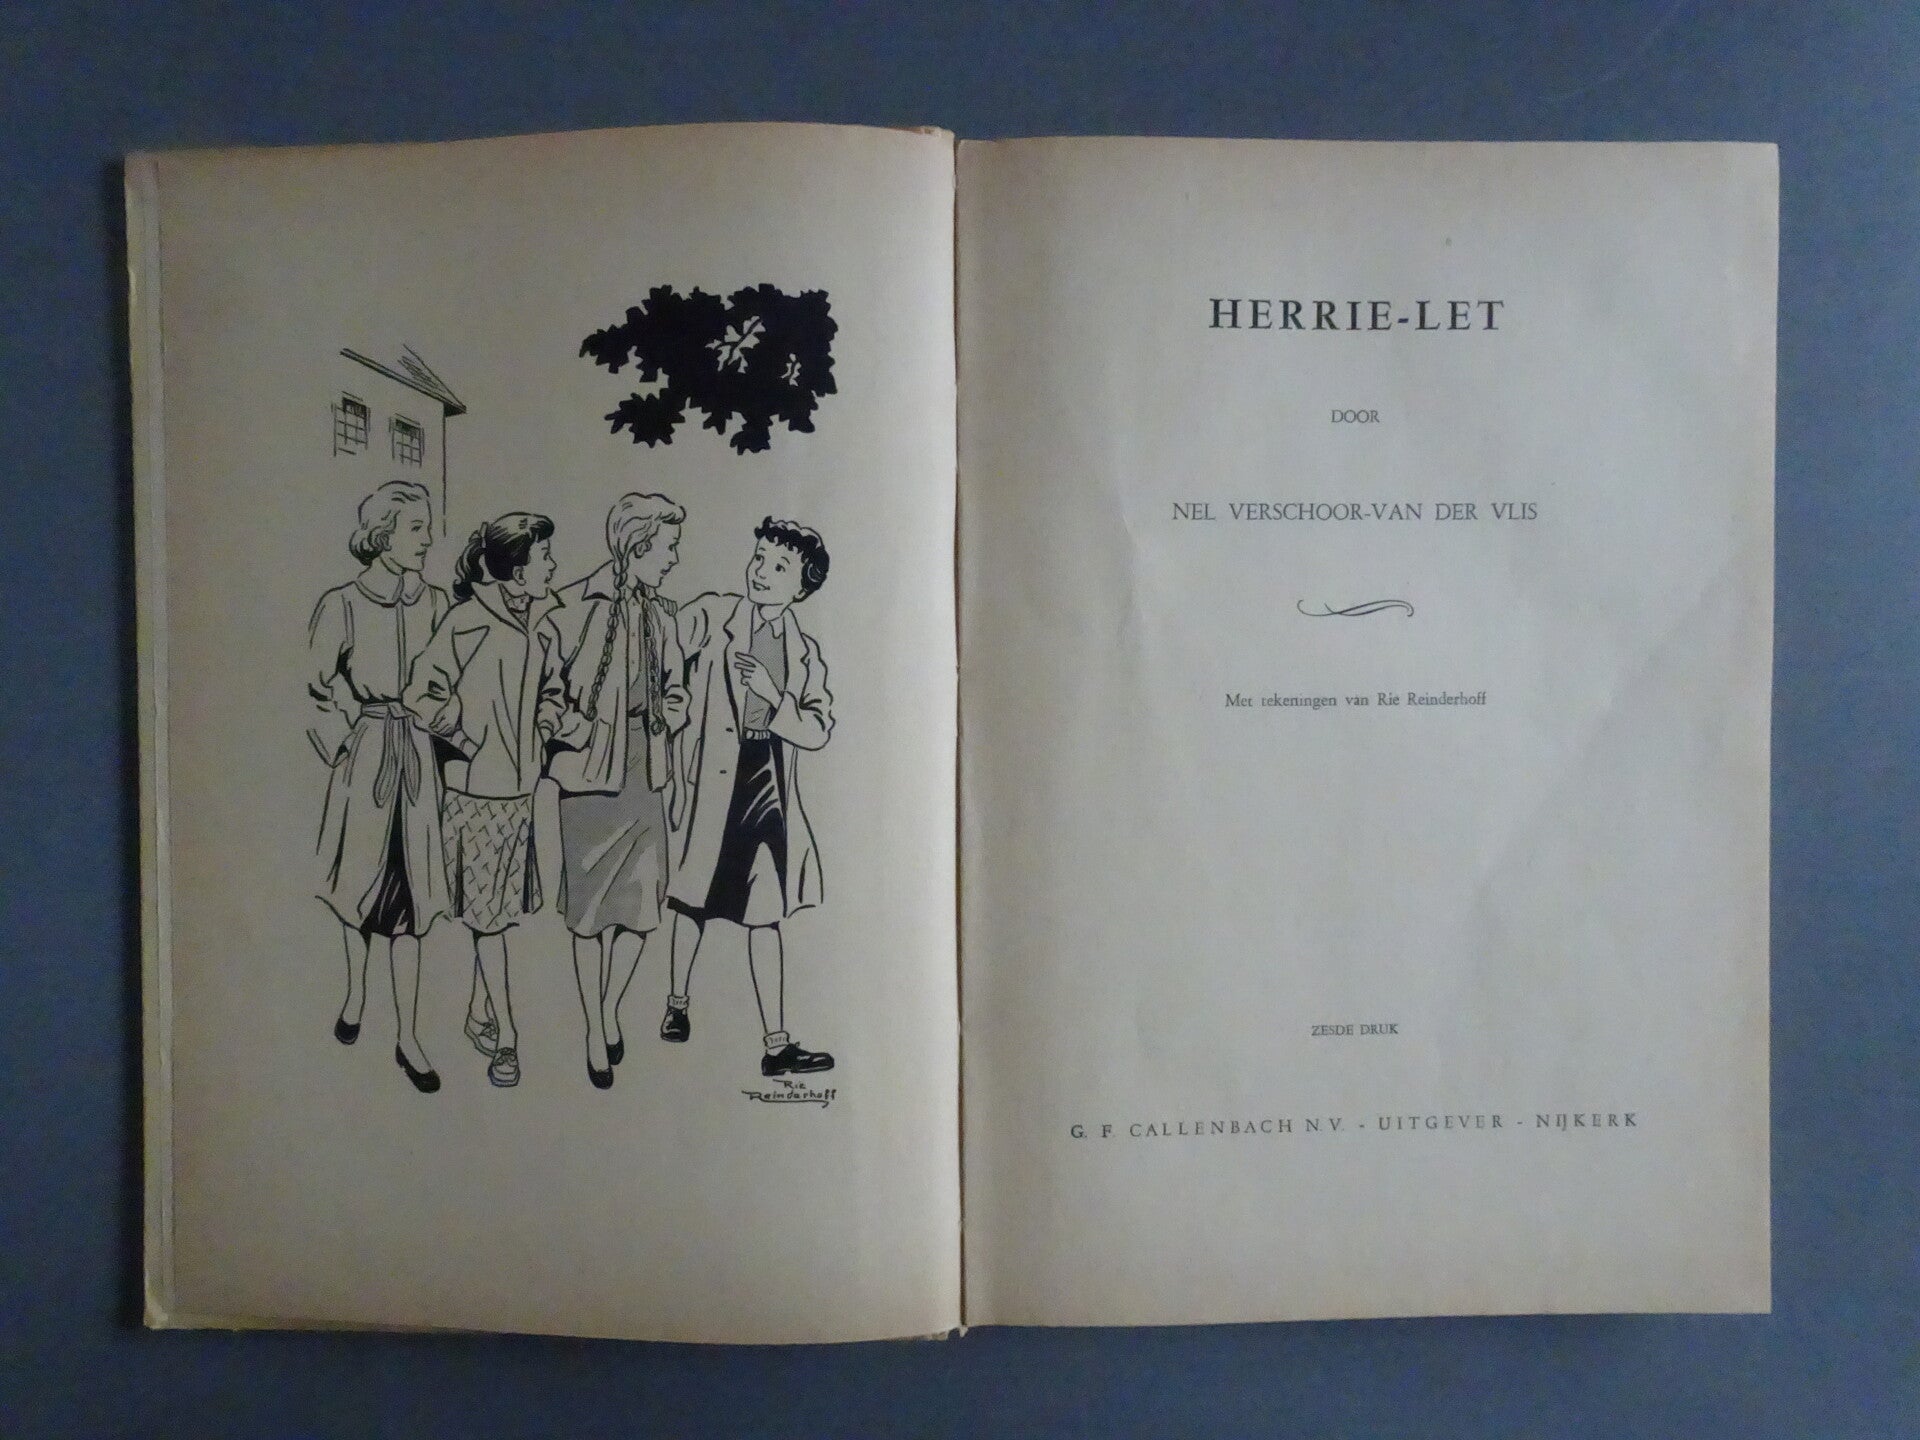 Rie
Reinderhoff
HERRIE-LET
DOOR
NEL VERSCHOOR-VAN DER VLIS
Met tekeningen van Rie Reinderhoff
ZESDE DRUK
G. F. CALLENBACH N.V. - UITGEVER - NIJKERK